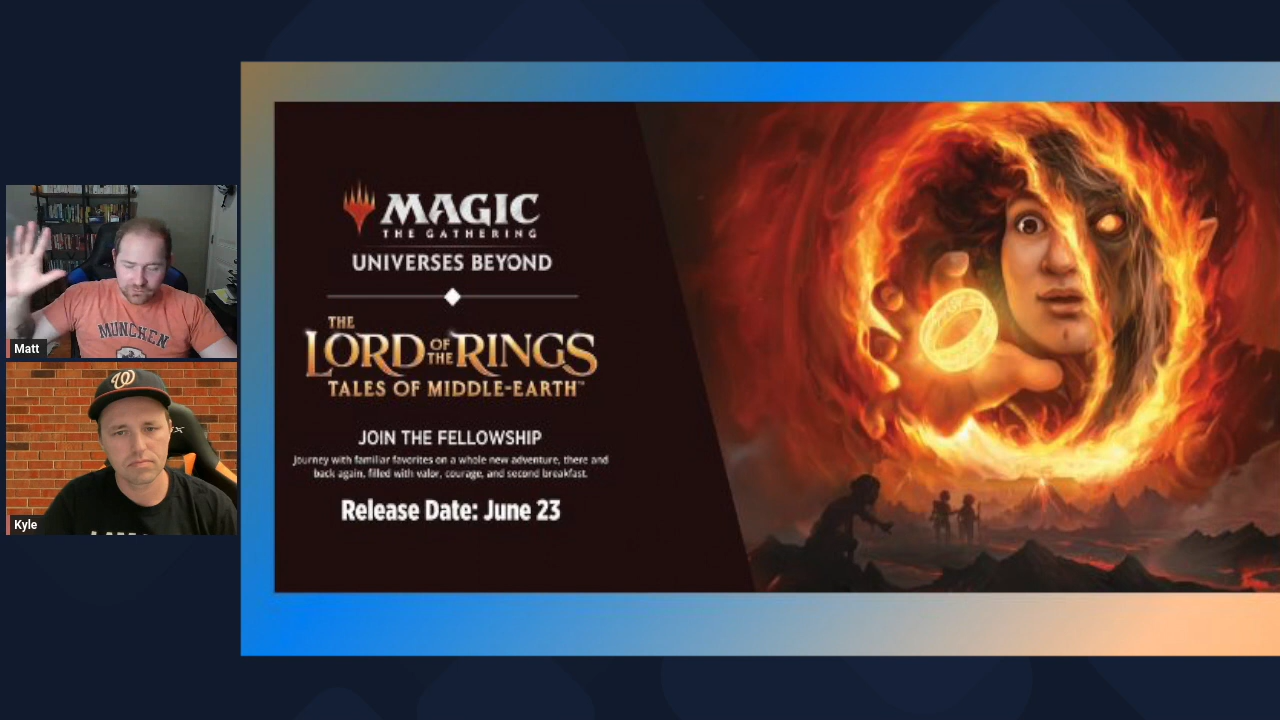 MUNCKEN
Matt
W
Kyle
MAGIC
THE GATHERING
UNIVERSES BEYOND
THE
LORD OF THE RINGS
TALES OF MIDDLE-EARTH™
JOIN THE FELLOWSHIP
Journey with familiar favorites on a whole new adventure, there and
back again, filled with valor, courage, and second breakfast.
Release Date: June 23